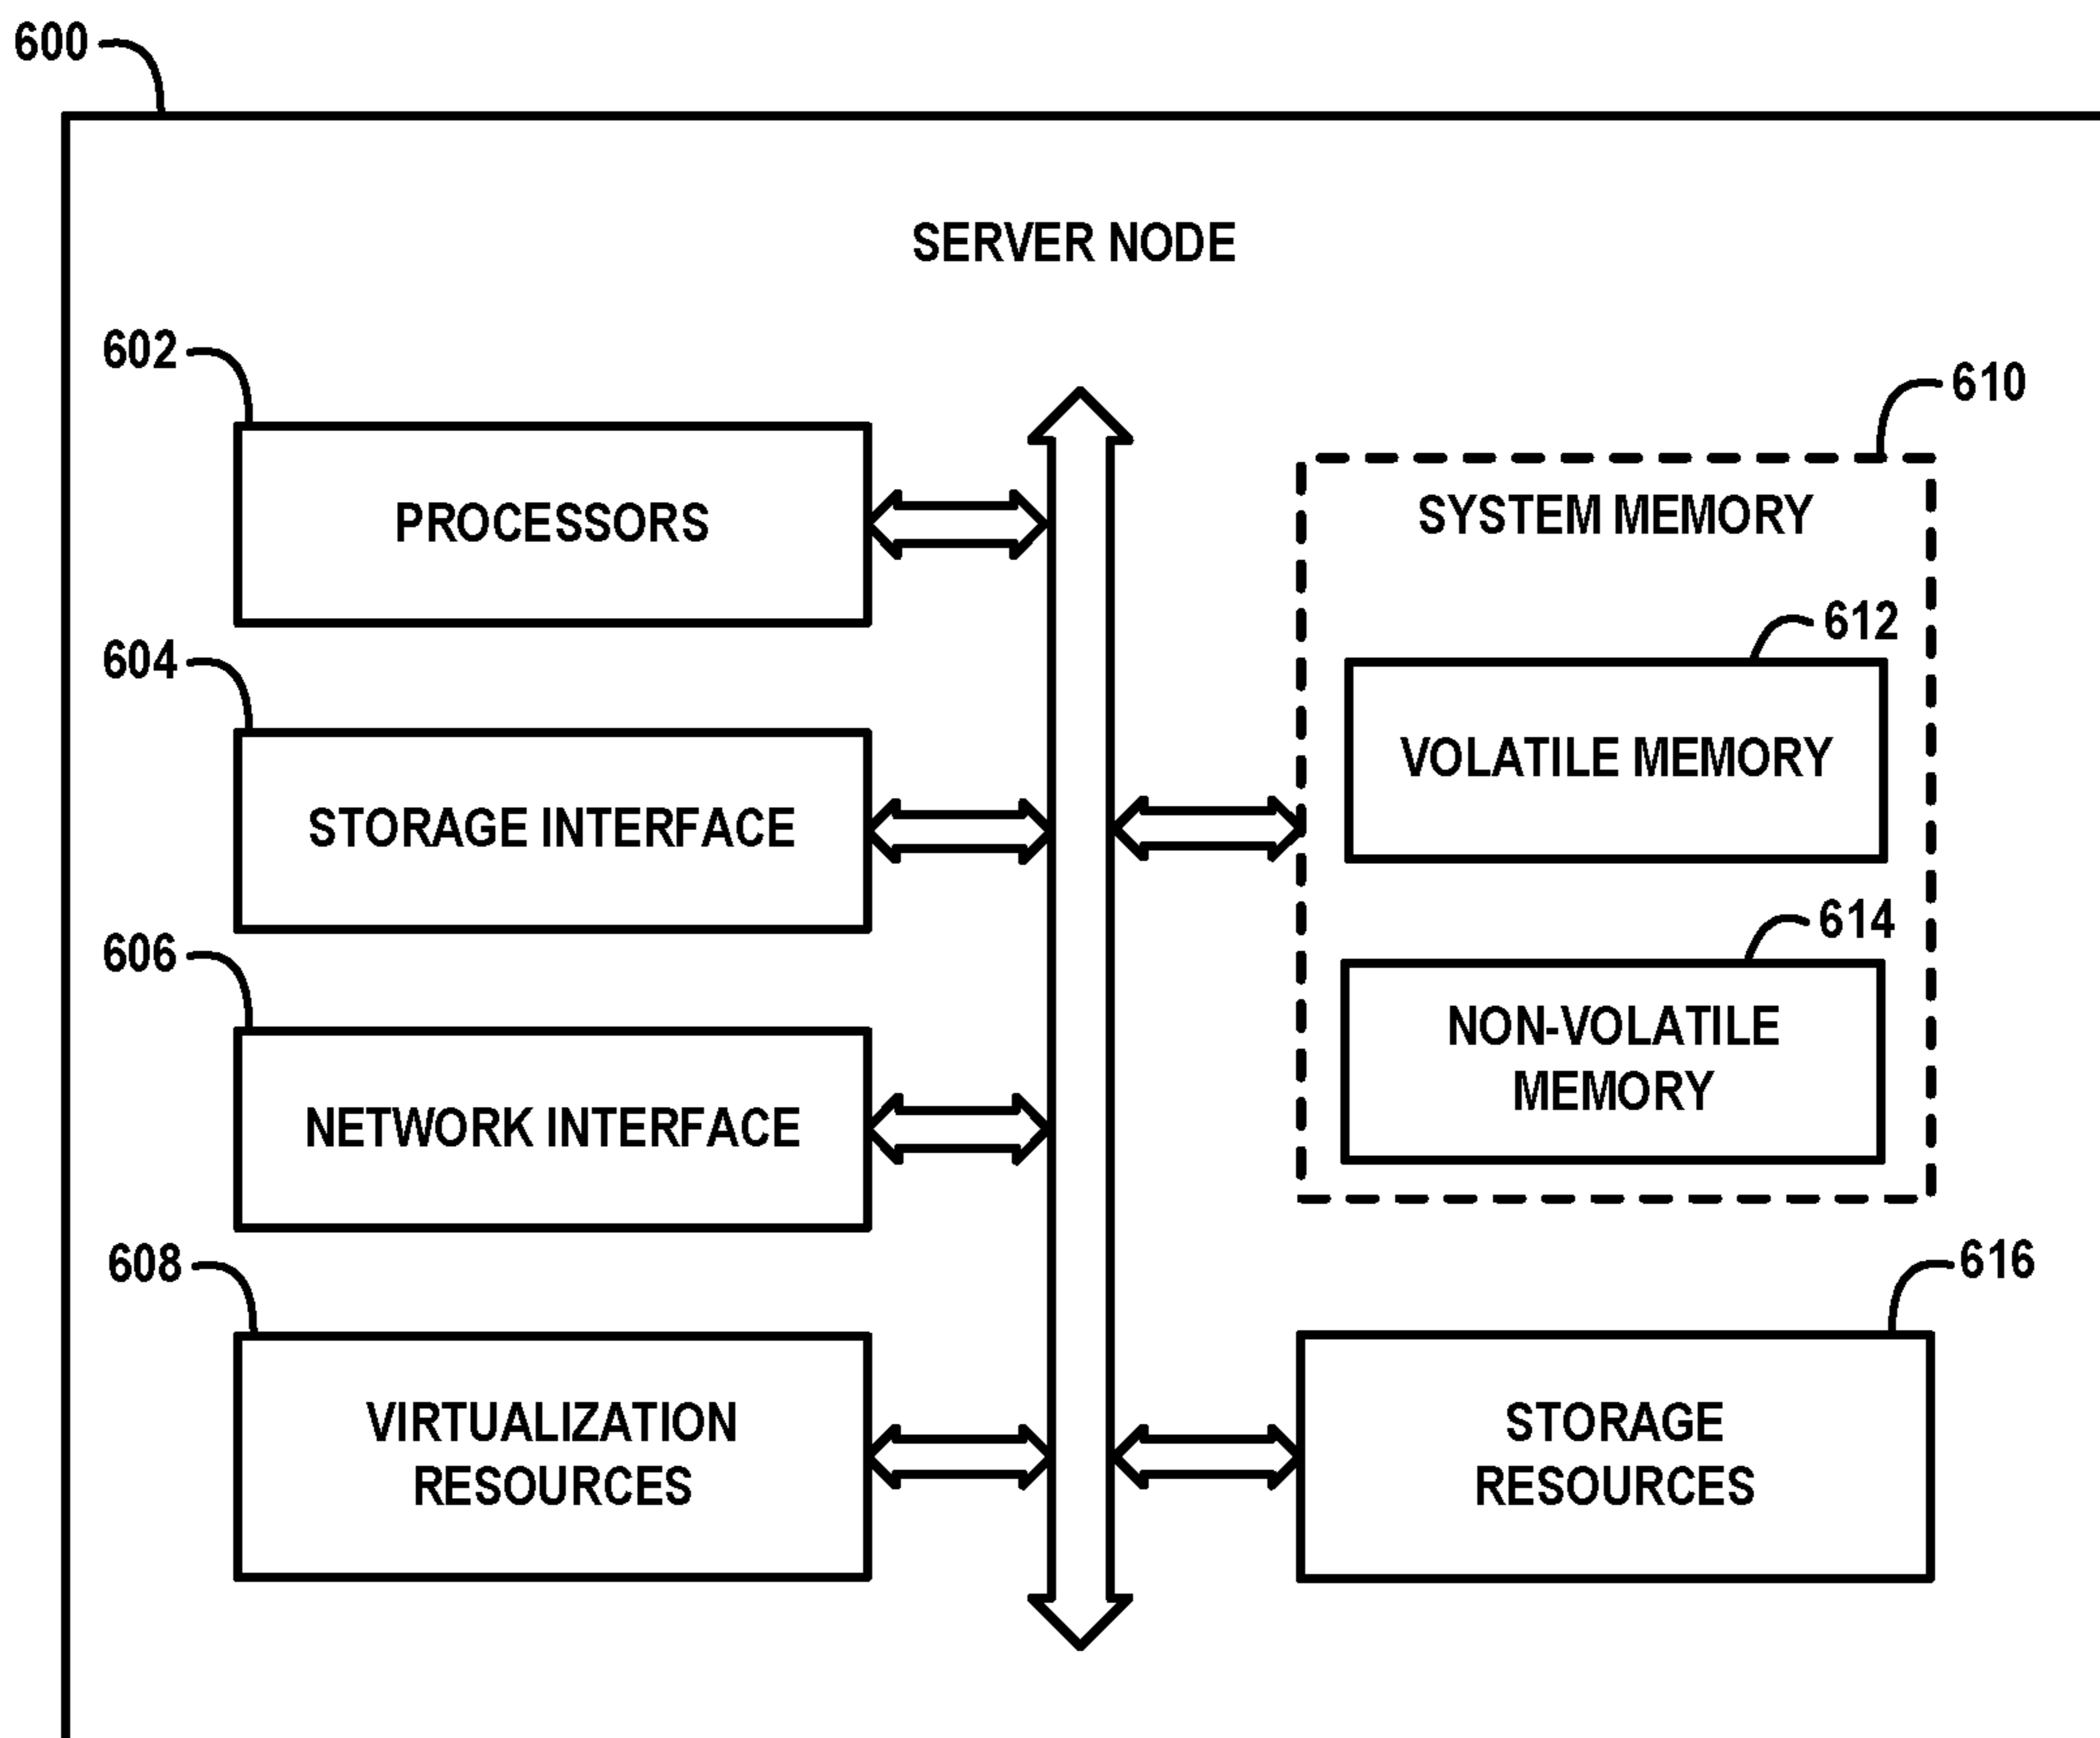 600
SERVER NODE
602
610
PROCESSORS
SYSTEM MEMORY
612
604
VOLATILE MEMORY
STORAGE INTERFACE
614
606
NON-VOLATILE
MEMORY
NETWORK INTERFACE
608
616
VIRTUALIZATION
RESOURCES
STORAGE
RESOURCES